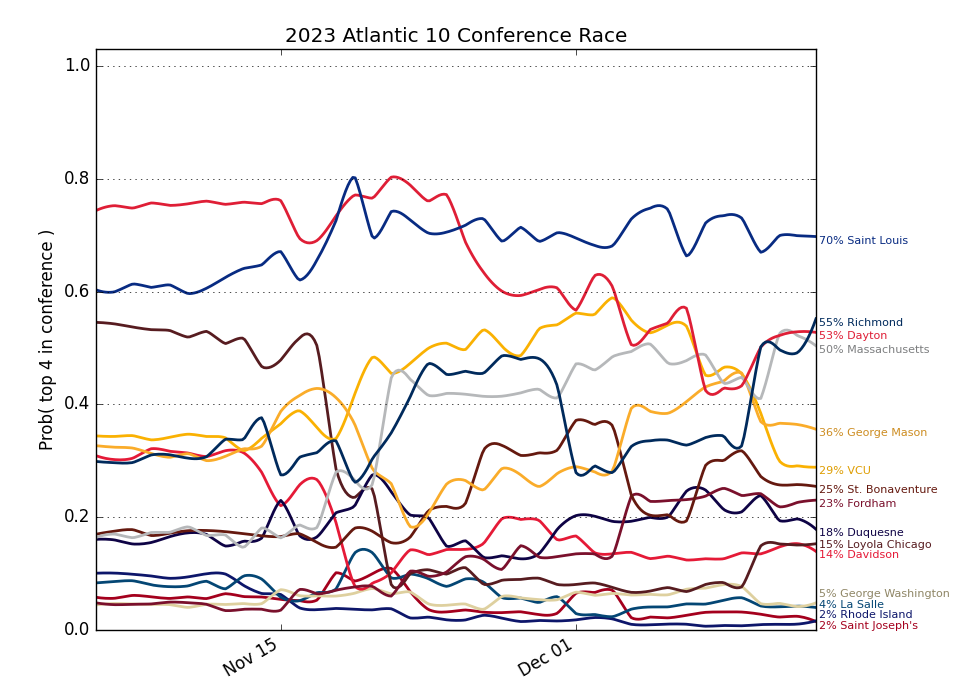 2023 Atlantic 10 Conference Race
Prob( top 4 in conference )
1.0
0.8
0.6
0.4
0.2
0.0
Nov 15
Dec 01
70% Saint Louis
55% Richmond
53% Dayton
50% Massachusetts
36% George Mason
29% VCU
25% St. Bonaventure
23% Fordham
18% Duquesne
15% Loyola Chicago
14% Davidson
5% George Washington
4% La Salle
2% Rhode Island
2% Saint Joseph's